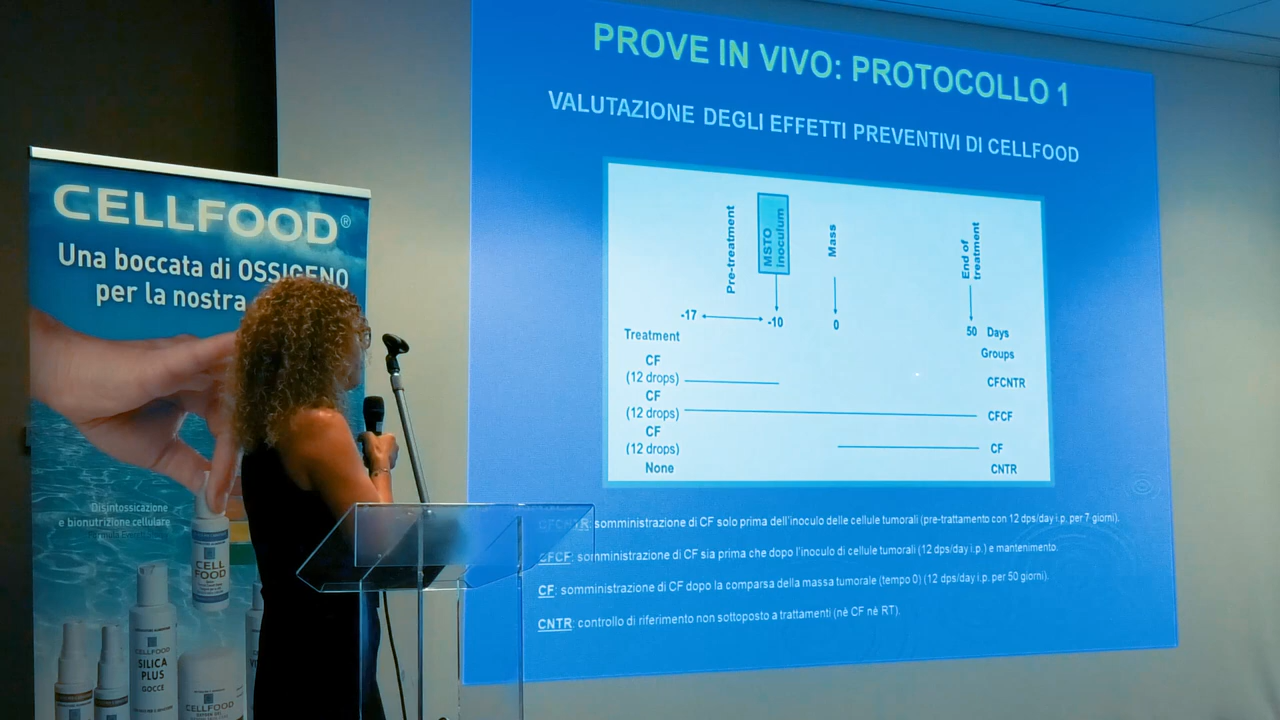 PROVE IN VIVO: PROTOCOLLO 1
VALUTAZIONE DEGLI EFFETTI PREVENTIVI DI CELLFOOD
Pre-treatment
MSTO
inoculum
Mass
End of
treatment
-17
-10
0
50 Days
Treatment
Groups
CF
(12 drops)
CFCNTR
CF
(12 drops)
CFCF
CF
(12 drops)
CF
None
CNTR
CFCNTR: somministrazione di CF solo prima dell'inoculo delle cellule tumorali (pre-trattamento con 12 dps/day i.p. per 7 giorni).
CFCF: somministrazione di CF sia prima che dopo l'inoculo di cellule tumorali (12 dps/day i.p.) e mantenimento.
CF: somministrazione di CF dopo la comparsa della massa tumorale (tempo 0) (12 dps/day i.p. per 50 giorni).
CNTR: controllo di riferimento non sottoposto a trattamenti (nè CF nè RT).
CELLFOOD®
Una boccata di OSSIGENO
per la nostra
Disintossicazione
e bionutrizione cellulare
CELL
FOOD
CELLFOOD
SILICA
PLUS
GOCCE
CELLFOOD